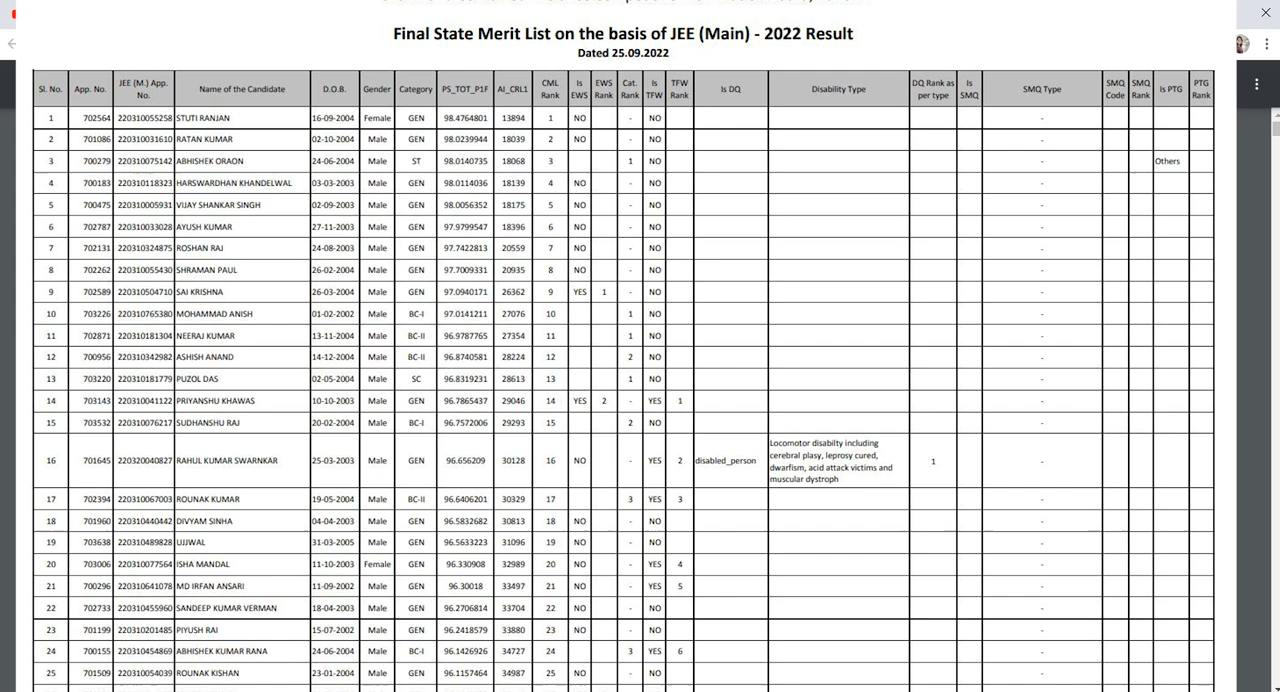 Final State Merit List on the basis of JEE (Main) - 2022 Result
Dated 25.09.2022
Sl. No. App. No. JEE (M.) App. No. Name of the Candidate D.O.B. Gender Category PS_TOT_P1F AI_CRL1 CML Rank Is EWS EWS Rank Cat. Rank Is TFW TFW Rank Is DQ Disability Type DQ Rank as per type Is SMQ SMQ Type SMQ Code SMQ Rank Is PTG PTG Rank
1 702564 220310055258 STUTI RANJAN 16-09-2004 Female GEN 98.4764801 13894 1 NO - NO -
2 701086 220310031610 RATAN KUMAR 02-10-2004 Male GEN 98.0239944 18039 2 NO - NO -
3 700279 220310075142 ABHISHEK ORAON 24-06-2004 Male ST 98.0140735 18068 3 1 NO - Others
4 700183 220310118323 HARSWARDHAN KHANDELWAL 03-03-2003 Male GEN 98.0114036 18139 4 NO - NO -
5 700475 220310005931 VIJAY SHANKAR SINGH 02-09-2003 Male GEN 98.0056352 18175 5 NO - NO -
6 702787 220310033028 AYUSH KUMAR 27-11-2003 Male GEN 97.9799547 18396 6 NO - NO -
7 702131 220310324875 ROSHAN RAJ 24-08-2003 Male GEN 97.7422813 20559 7 NO - NO -
8 702262 220310055430 SHRAMAN PAUL 26-02-2004 Male GEN 97.7009331 20935 8 NO - NO -
9 702589 220310504710 SAI KRISHNA 26-03-2004 Male GEN 97.0940171 26362 9 YES 1 - NO -
10 703226 220310765380 MOHAMMAD ANISH 01-02-2002 Male BC-I 97.0141211 27076 10 1 NO -
11 702871 220310181304 NEERAJ KUMAR 13-11-2004 Male BC-II 96.9787765 27354 11 1 NO -
12 700956 220310342982 ASHISH ANAND 14-12-2004 Male BC-II 96.8740581 28224 12 2 NO -
13 703220 220310181779 PUZOL DAS 02-05-2004 Male SC 96.8319231 28613 13 1 NO -
14 703143 220310041122 PRIYANSHU KHAWAS 10-10-2003 Male GEN 96.7865437 29046 14 YES 2 - YES 1 -
15 703532 220310076217 SUDHANSHU RAJ 20-02-2004 Male BC-I 96.7572006 29293 15 2 NO -
16 701645 220320040827 RAHUL KUMAR SWARNKAR 25-03-2003 Male GEN 96.656209 30128 16 NO - YES 2 disabled_person Locomotor disabilty including cerebral plasy, leprosy cured, dwarfism, acid attack victims and muscular dystroph 1 -
17 702394 220310067003 ROUNAK KUMAR 19-05-2004 Male BC-II 96.6406201 30329 17 3 YES 3 -
18 701960 220310440442 DIVYAM SINHA 04-04-2003 Male GEN 96.5832682 30813 18 NO - NO -
19 703638 220310489828 UJJWAL 31-03-2005 Male GEN 96.5633223 31096 19 NO - NO -
20 703006 220310077564 ISHA MANDAL 11-10-2003 Female GEN 96.330908 32989 20 NO - YES 4 -
21 700296 220310641078 MD IRFAN ANSARI 11-09-2002 Male GEN 96.30018 33497 21 NO - YES 5 -
22 702733 220310455960 SANDEEP KUMAR VERMAN 18-04-2003 Male GEN 96.2706814 33704 22 NO - NO -
23 701199 220310201485 PIYUSH RAI 15-07-2002 Male GEN 96.2418579 33880 23 NO - NO -
24 700155 220310454869 ABHISHEK KUMAR RANA 24-06-2004 Male BC-I 96.1426926 34727 24 3 YES 6 -
25 701509 220310054039 ROUNAK KISHAN 23-01-2004 Male GEN 96.1157464 34987 25 NO - NO -